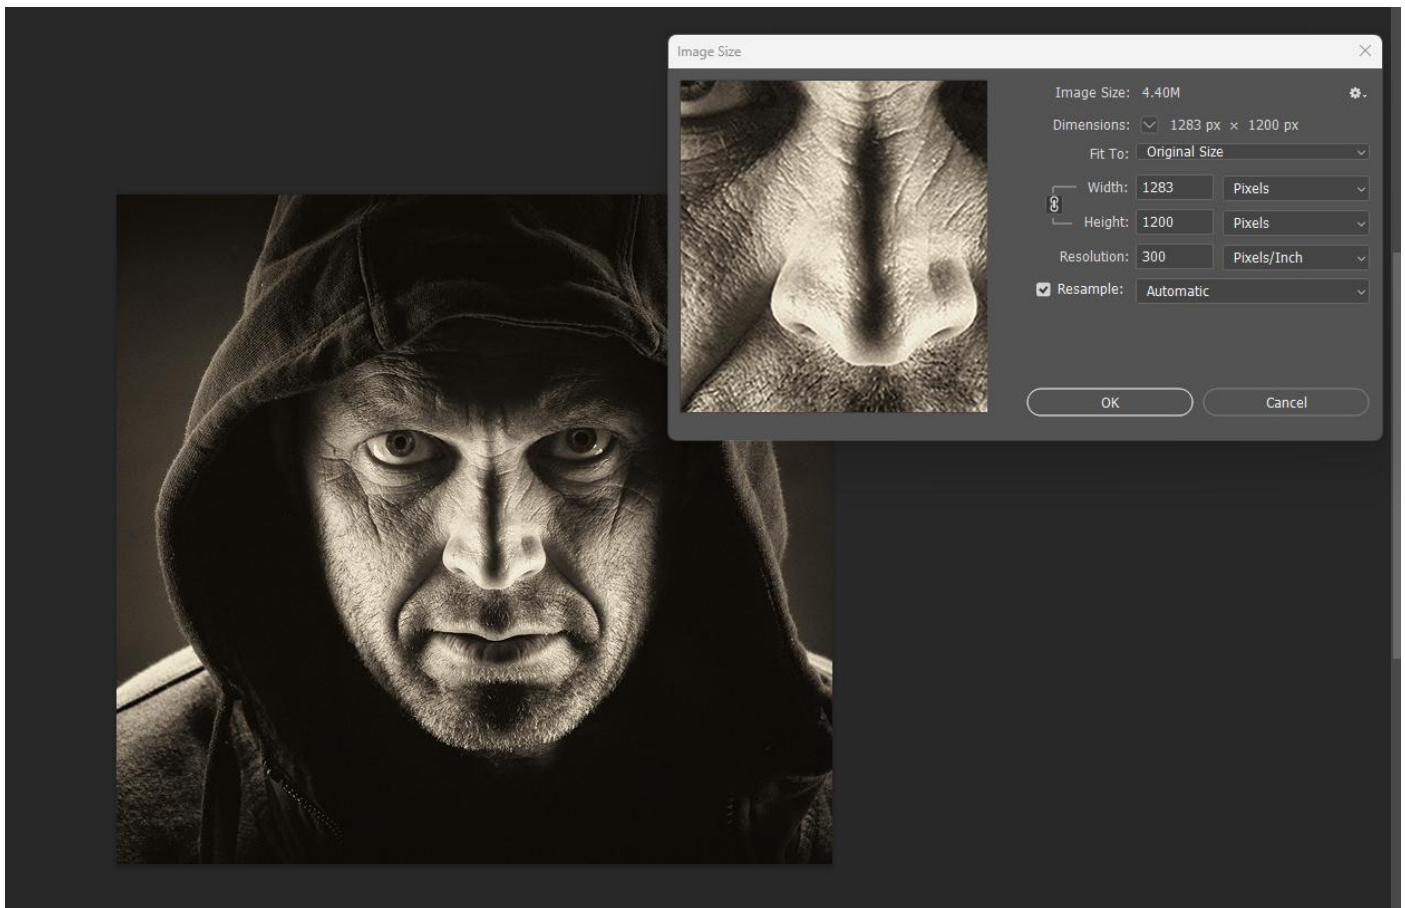 Image Size
Image Size: 4.40M
Dimensions: 1283 px × 1200 px
Fit To: Original Size
Width: 1283 Pixels
Height: 1200 Pixels
Resolution: 300 Pixels/Inch
Resample: Automatic
OK Cancel